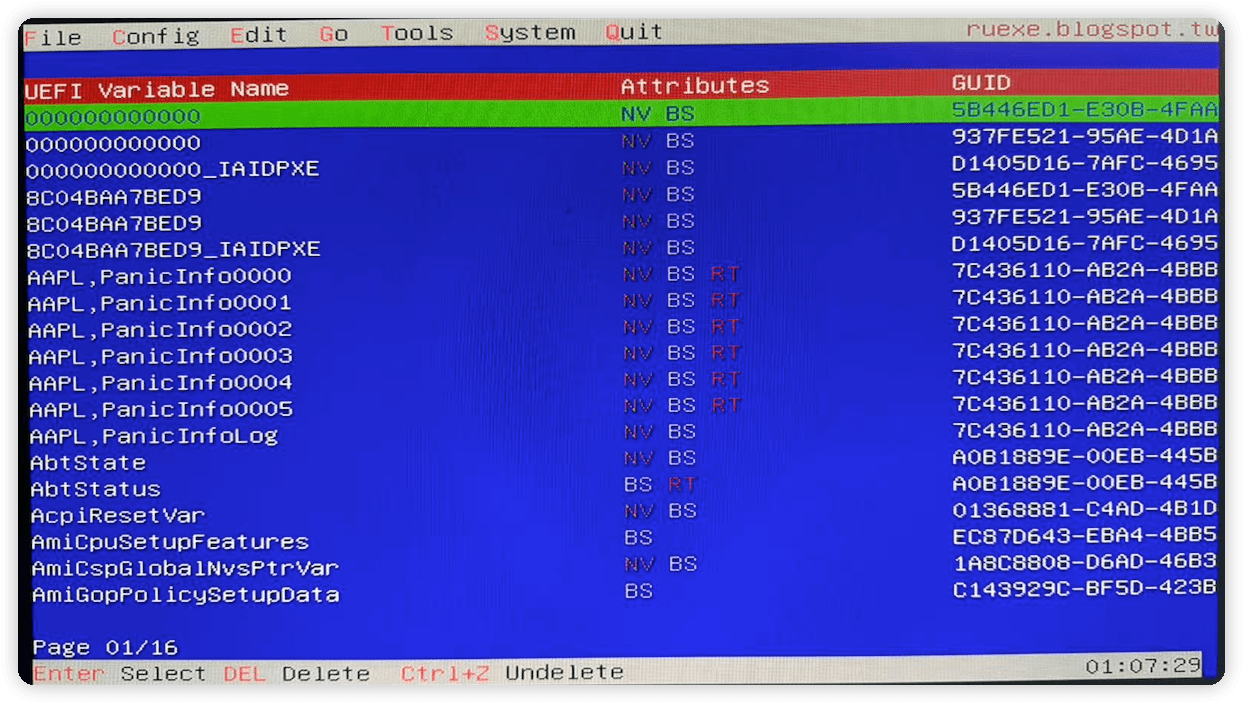 File Config Edit Go Tools System Quit ruexe.blogspot.tw
UEFI Variable Name Attributes GUID
000000000000 NV BS 5B446ED1-E30B-4FAA
000000000000 NV BS 937FE521-95AE-4D1A
000000000000_IAIDPXE NV BS D1405D16-7AFC-4695
8C04BAA7BED9 NV BS 5B446ED1-E30B-4FAA
8C04BAA7BED9 NV BS 937FE521-95AE-4D1A
8C04BAA7BED9_IAIDPXE NV BS D1405D16-7AFC-4695
AAPL,PanicInfo0000 NV BS RT 7C436110-AB2A-4BBB
AAPL,PanicInfo0001 NV BS RT 7C436110-AB2A-4BBB
AAPL,PanicInfo0002 NV BS RT 7C436110-AB2A-4BBB
AAPL,PanicInfo0003 NV BS RT 7C436110-AB2A-4BBB
AAPL,PanicInfo0004 NV BS RT 7C436110-AB2A-4BBB
AAPL,PanicInfo0005 NV BS RT 7C436110-AB2A-4BBB
AAPL,PanicInfoLog NV BS 7C436110-AB2A-4BBB
AbtState NV BS A0B1889E-00EB-445B
AbtStatus BS RT A0B1889E-00EB-445B
AcpiResetVar NV BS 01368881-C4AD-4B1D
AmiCpuSetupFeatures BS EC87D643-EBA4-4BB5
AmiCspGlobalNvsPtrVar NV BS 1A8C8808-D6AD-46B3
AmiGopPolicySetupData BS C143929C-BF5D-423B
Page 01/16
Enter Select DEL Delete Ctrl+Z Undelete 01:07:29